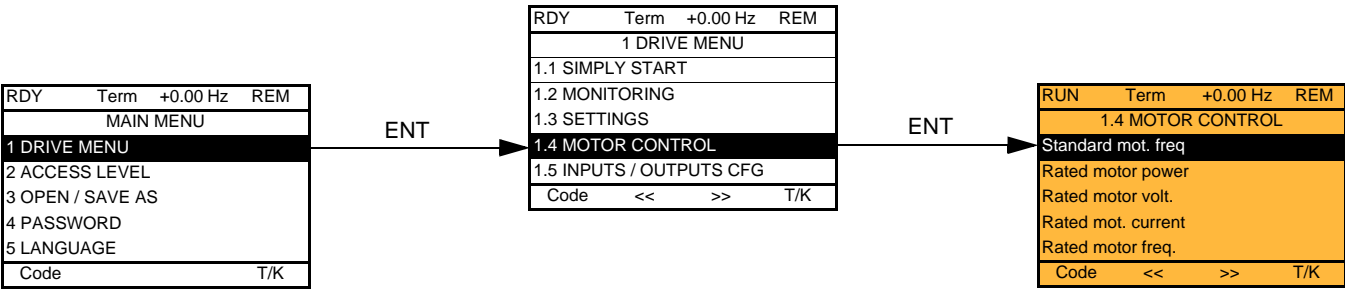 RDY Term +0.00 Hz REM
MAIN MENU
1 DRIVE MENU
2 ACCESS LEVEL
3 OPEN / SAVE AS
4 PASSWORD
5 LANGUAGE
Code T/K
ENT
RDY Term +0.00 Hz REM
1 DRIVE MENU
1.1 SIMPLY START
1.2 MONITORING
1.3 SETTINGS
1.4 MOTOR CONTROL
1.5 INPUTS / OUTPUTS CFG
Code << >> T/K
ENT
RUN Term +0.00 Hz REM
1.4 MOTOR CONTROL
Standard mot. freq
Rated motor power
Rated motor volt.
Rated mot. current
Rated motor freq.
Code << >> T/K